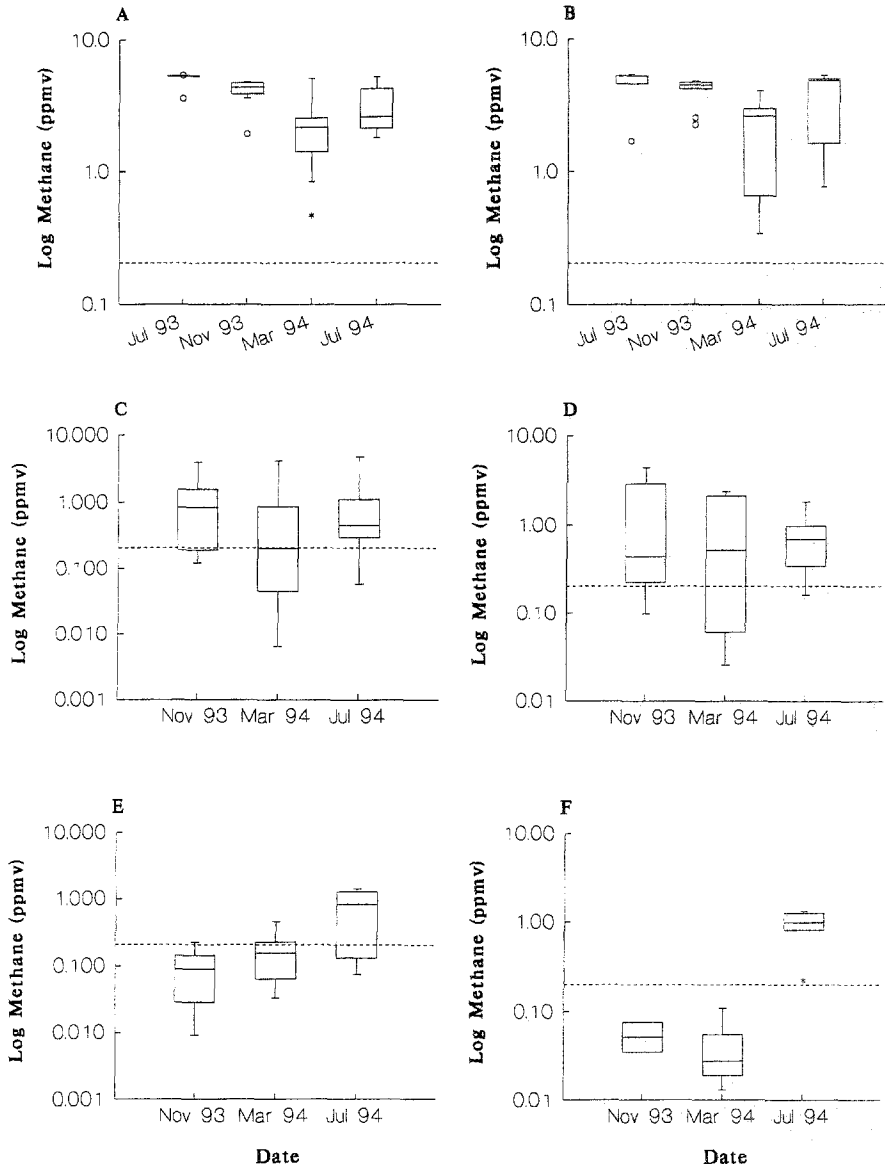 A
Log Methane (ppmv)
10.0
1.0
0.1
Jul 93
Nov 93
Mar 94
Jul 94
B
Log Methane (ppmv)
10.0
1.0
0.1
Jul 93
Nov 93
Mar 94
Jul 94
C
Log Methane (ppmv)
10.000
1.000
0.100
0.010
0.001
Nov 93 Mar 94 Jul 94
D
Log Methane (ppmv)
10.00
1.00
0.10
0.01
Nov 93 Mar 94 Jul 94
E
Log Methane (ppmv)
10.000
1.000
0.100
0.010
0.001
Nov 93 Mar 94 Jul 94
Date
F
Log Methane (ppmv)
10.00
1.00
0.10
0.01
Nov 93 Mar 94 Jul 94
Date